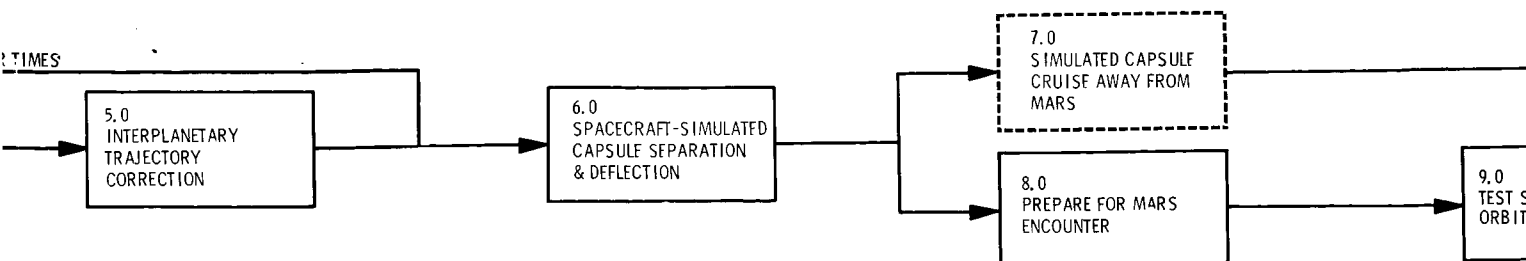 TIMES
5.0
INTERPLANETARY
TRAJECTORY
CORRECTION
6.0
SPACECRAFT-SIMULATED
CAPSULE SEPARATION
& DEFLECTION
7.0
SIMULATED CAPSULE
CRUISE AWAY FROM
MARS
8.0
PREPARE FOR MARS
ENCOUNTER
9.0
TEST S
ORBIT